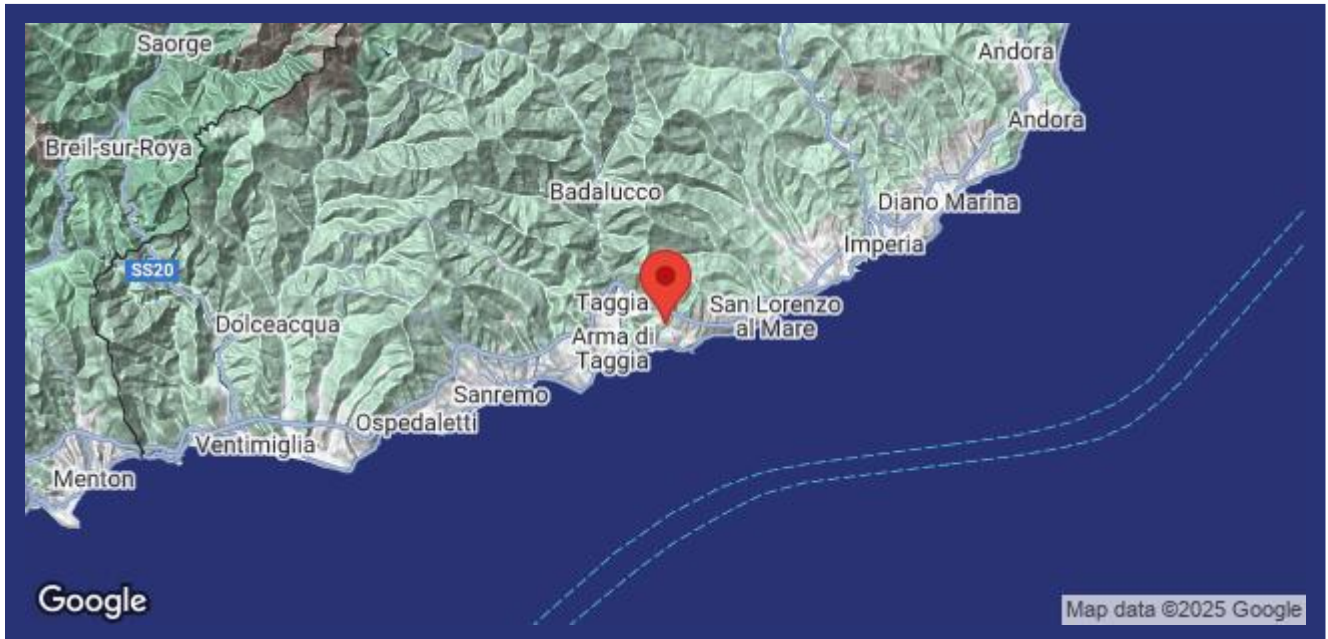 Saorge
Andora
Andora
Breil-sur-Roya
Badalucco
Diano Marina
Imperia
SS20
Taggia
San Lorenzo
al Mare
Dolceacqua
Arma di
Taggia
Sanremo
Ospedaletti
Ventimiglia
Menton
Google
Map data ©2025 Google